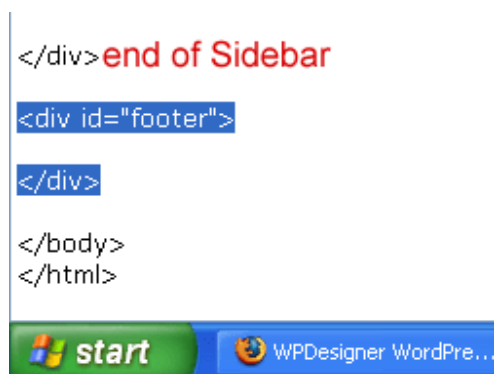 </div>end of Sidebar
<div id="footer">
</div>
</body>
</html>
start
WPDesigner WordPre...